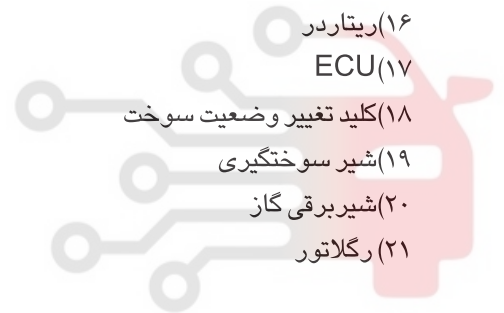 ۱۶)ریتاردر
۱۷)ECU
۱۸)کلید تغییر وضعیت سوخت
۱۹)شیر سوختگیری
۲۰)شیربرقی گاز
۲۱) رگلاتور